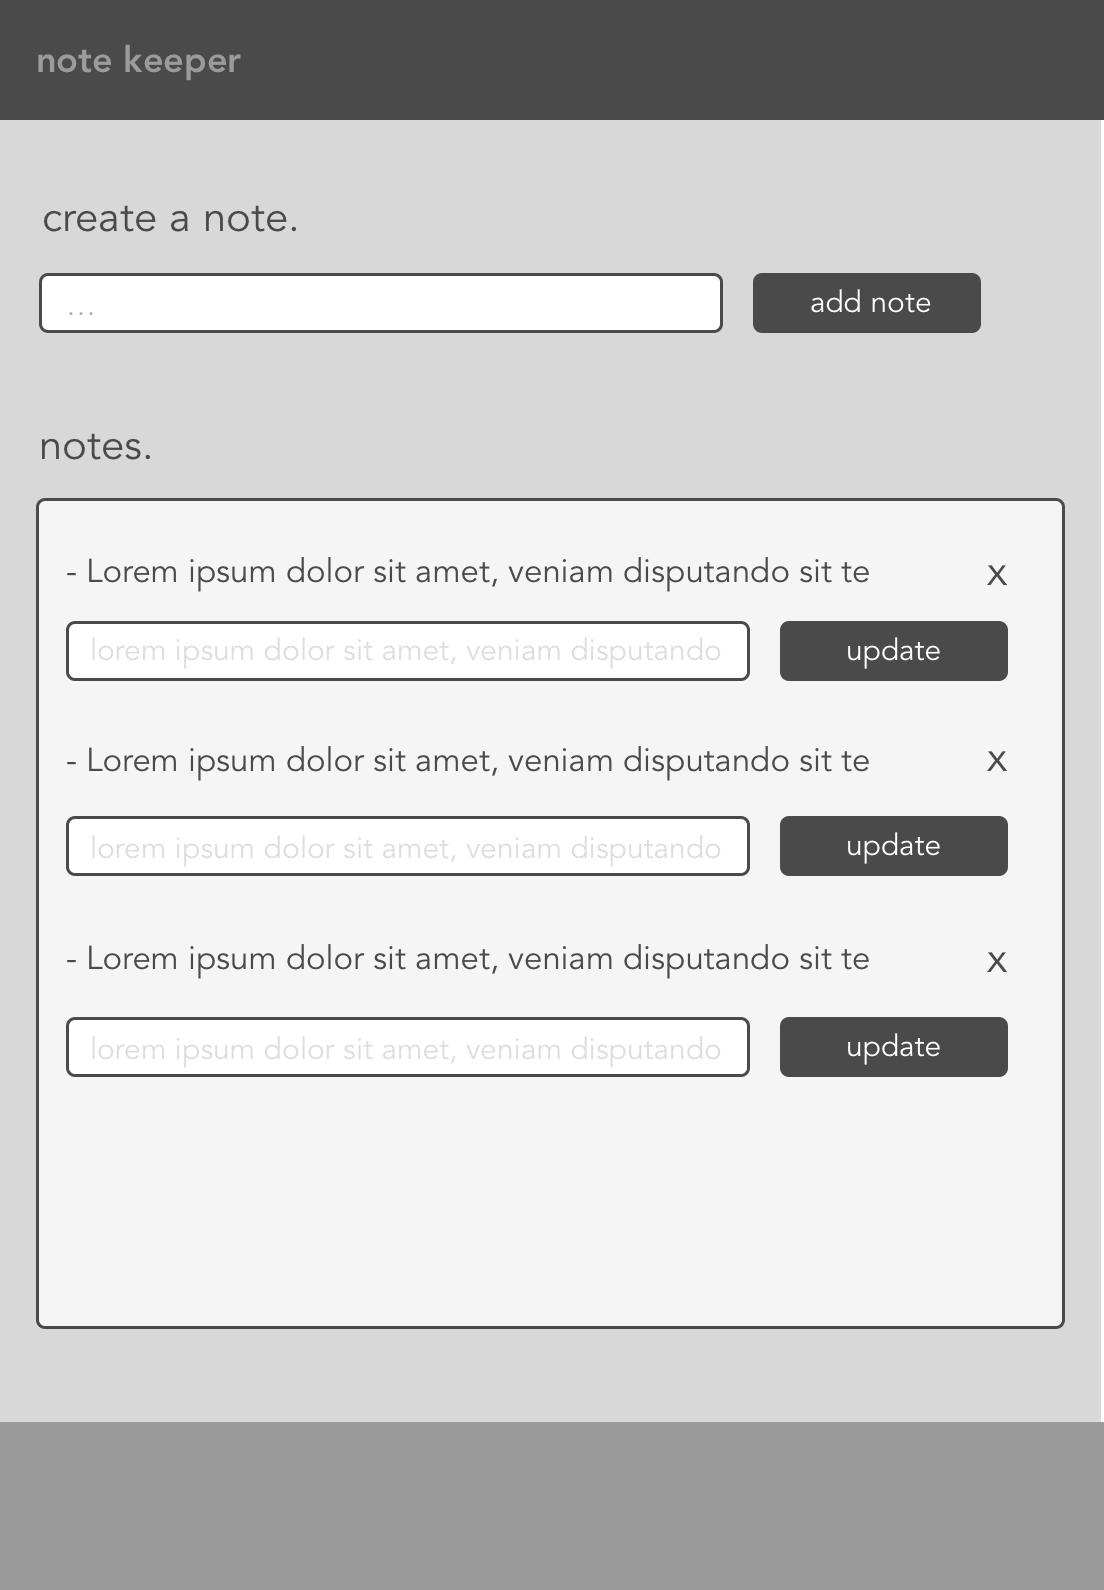 note keeper
create a note.
...
add note
notes.
- Lorem ipsum dolor sit amet, veniam disputando sit te
x
lorem ipsum dolor sit amet, veniam disputando
update
- Lorem ipsum dolor sit amet, veniam disputando sit te
x
lorem ipsum dolor sit amet, veniam disputando
update
- Lorem ipsum dolor sit amet, veniam disputando sit te
x
lorem ipsum dolor sit amet, veniam disputando
update